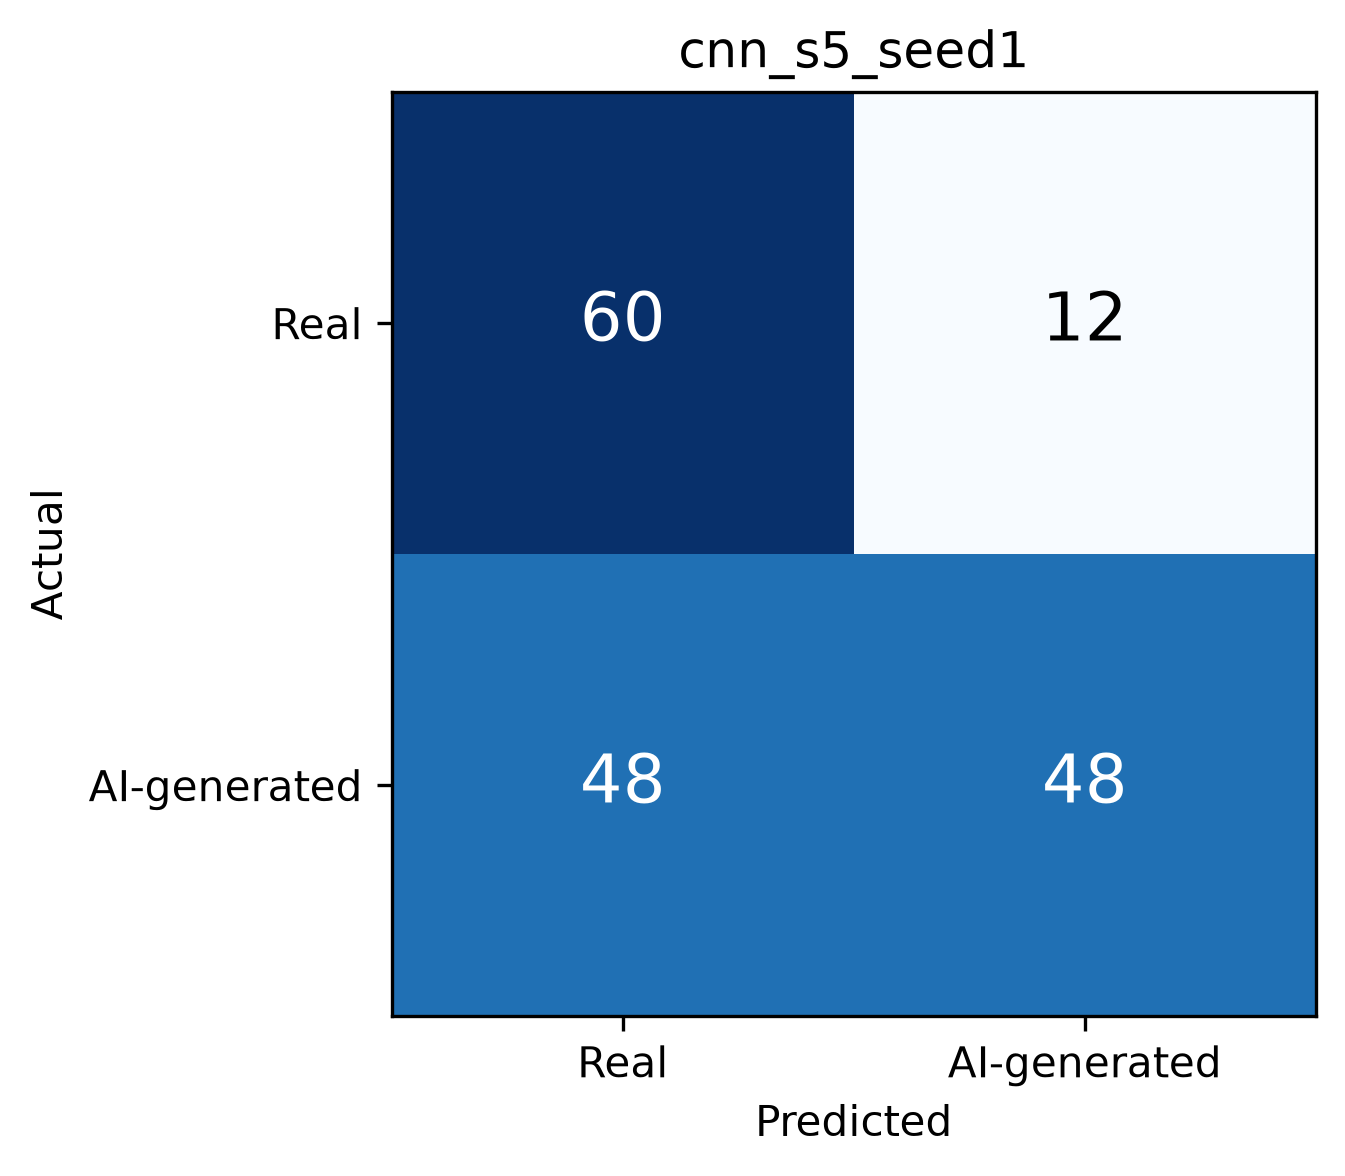 cnn_s5_seed1
Actual
Real
60 12
AI-generated
48 48
Real AI-generated
Predicted